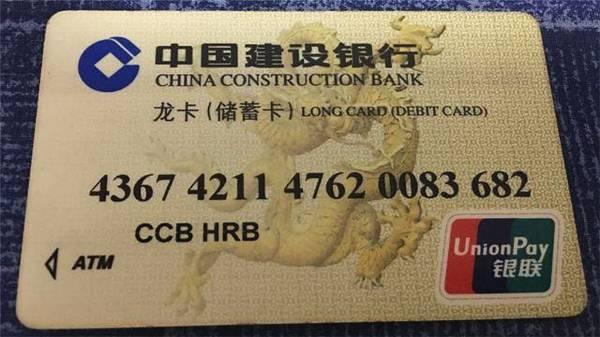 中国建设银行
CHINA CONSTRUCTION BANK
龙卡(储蓄卡) LONG CARD (DEBIT CARD)
4367 4211 4762 0083 682
CCB HRB
ATM
UnionPay
银联